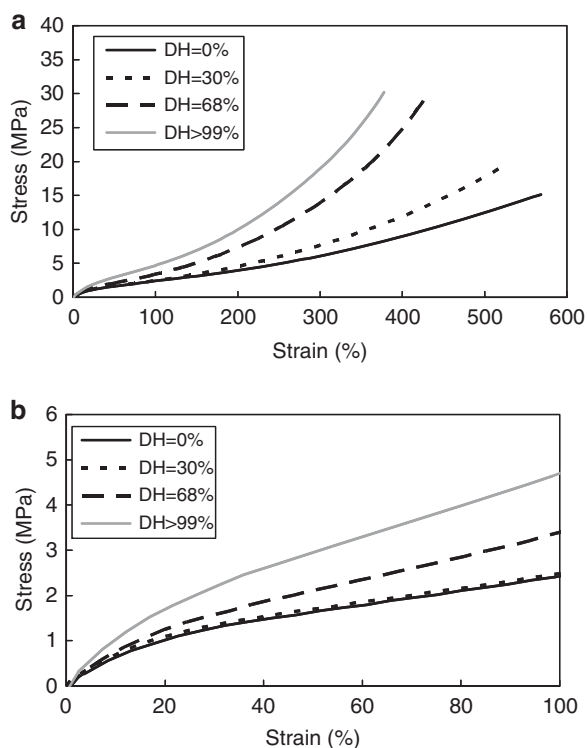 a
40
35
30
25
20
15
10
5
0
Stress (MPa)
DH=0%
DH=30%
DH=68%
DH>99%
0 100 200 300 400 500 600
Strain (%)
b
6
5
4
3
2
1
0
Stress (MPa)
DH=0%
DH=30%
DH=68%
DH>99%
0 20 40 60 80 100
Strain (%)